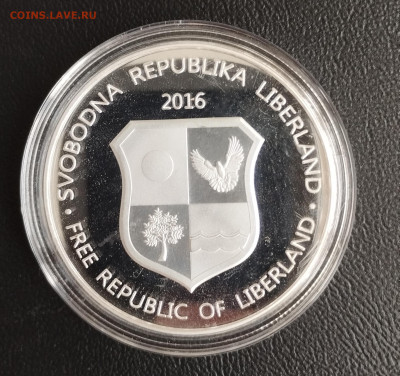 COINS.LAVE.RU
· SVOBODNA REPUBLIKA LIBERLAND ·
2016
FREE REPUBLIC OF LIBERLAND